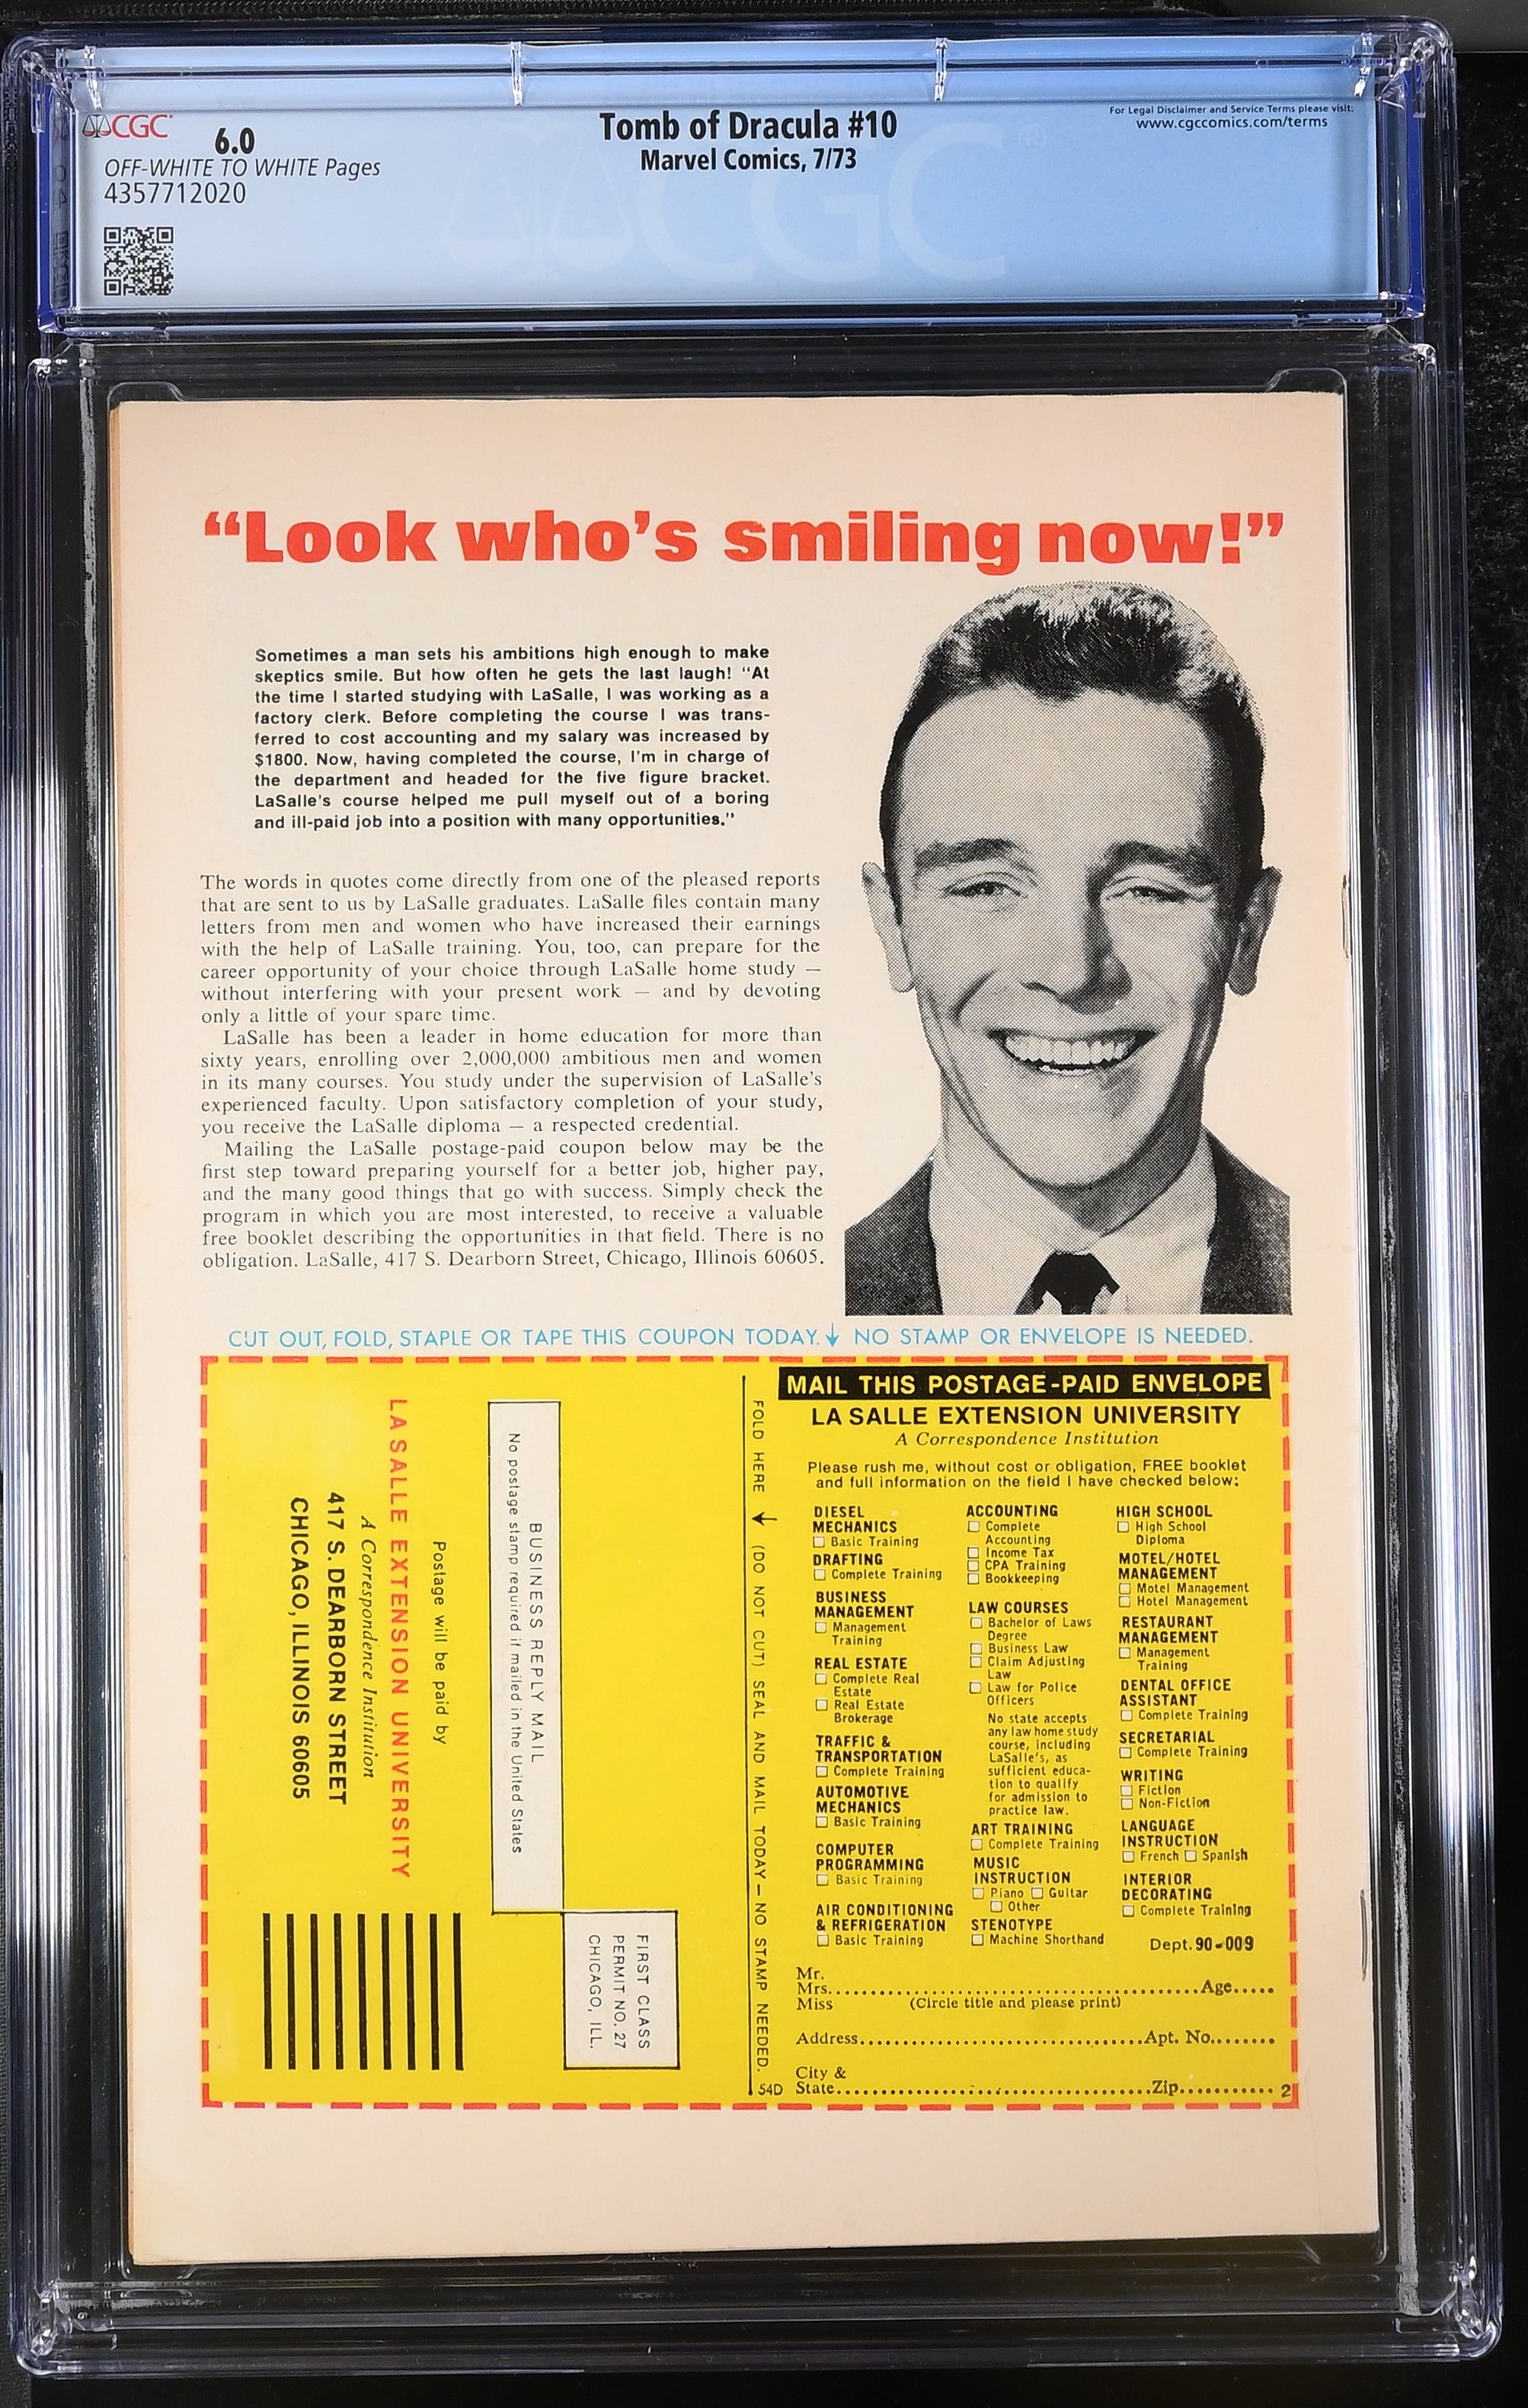 CGC
6.0
OFF-WHITE TO WHITE Pages
4357712020
Tomb of Dracula #10
Marvel Comics, 7/73
For Legal Disclaimer and Service Terms please visit:
www.cgccomics.com/terms
CGC
“Look who’s smiling now!”
Sometimes a man sets his ambitions high enough to make
skeptics smile. But how often he gets the last laugh! “At
the time I started studying with LaSalle, I was working as a
factory clerk. Before completing the course I was trans-
ferred to cost accounting and my salary was increased by
$1800. Now, having completed the course, I'm in charge of
the department and headed for the five figure bracket.
LaSalle's course helped me pull myself out of a boring
and ill-paid job into a position with many opportunities.”
The words in quotes come directly from one of the pleased reports
that are sent to us by LaSalle graduates. LaSalle files contain many
letters from men and women who have increased their earnings
with the help of LaSalle training. You, too, can prepare for the
career opportunity of your choice through LaSalle home study —
without interfering with your present work — and by devoting
only a little of your spare time.
LaSalle has been a leader in home education for more than
sixty years, enrolling over 2,000,000 ambitious men and women
in its many courses. You study under the supervision of LaSalle's
experienced faculty. Upon satisfactory completion of your study,
you receive the LaSalle diploma — a respected credential.
Mailing the LaSalle postage-paid coupon below may be the
first step toward preparing yourself for a better job, higher pay,
and the many good things that go with success. Simply check the
program in which you are most interested, to receive a valuable
free booklet describing the opportunities in that field. There is no
obligation. LaSalle, 417 S. Dearborn Street, Chicago, Illinois 60605.
CUT OUT, FOLD, STAPLE OR TAPE THIS COUPON TODAY. ↓ NO STAMP OR ENVELOPE IS NEEDED.
FIRST CLASS
PERMIT NO. 27
CHICAGO, ILL.
BUSINESS REPLY MAIL
No postage stamp required if mailed in the United States
Postage will be paid by
LA SALLE EXTENSION UNIVERSITY
A Correspondence Institution
417 S. DEARBORN STREET
CHICAGO, ILLINOIS 60605
FOLD HERE (DO NOT CUT) SEAL AND MAIL TODAY — NO STAMP NEEDED.
54D
MAIL THIS POSTAGE-PAID ENVELOPE
LA SALLE EXTENSION UNIVERSITY
A Correspondence Institution
Please rush me, without cost or obligation, FREE booklet
and full information on the field I have checked below:
DIESEL
MECHANICS
☐ Basic Training
DRAFTING
☐ Complete Training
BUSINESS
MANAGEMENT
☐ Management
Training
REAL ESTATE
☐ Complete Real
Estate
☐ Real Estate
Brokerage
TRAFFIC &
TRANSPORTATION
☐ Complete Training
AUTOMOTIVE
MECHANICS
☐ Basic Training
COMPUTER
PROGRAMMING
☐ Basic Training
AIR CONDITIONING
& REFRIGERATION
☐ Basic Training
ACCOUNTING
☐ Complete
Accounting
☐ Income Tax
☐ CPA Training
☐ Bookkeeping
LAW COURSES
☐ Bachelor of Laws
Degree
☐ Business Law
☐ Claim Adjusting
Law
☐ Law for Police
Officers
No state accepts
any law home study
course, including
LaSalle's, as
sufficient educa-
tion to qualify
for admission to
practice law.
ART TRAINING
☐ Complete Training
MUSIC
INSTRUCTION
☐ Piano ☐ Guitar
☐ Other
STENOTYPE
☐ Machine Shorthand
HIGH SCHOOL
☐ High School
Diploma
MOTEL/HOTEL
MANAGEMENT
☐ Motel Management
☐ Hotel Management
RESTAURANT
MANAGEMENT
☐ Management
Training
DENTAL OFFICE
ASSISTANT
☐ Complete Training
SECRETARIAL
☐ Complete Training
WRITING
☐ Fiction
☐ Non-Fiction
LANGUAGE
INSTRUCTION
☐ French ☐ Spanish
INTERIOR
DECORATING
☐ Complete Training
Dept. 90-009
Mr.
Mrs. Age
Miss (Circle title and please print)
Address Apt. No.
City &
State Zip 2